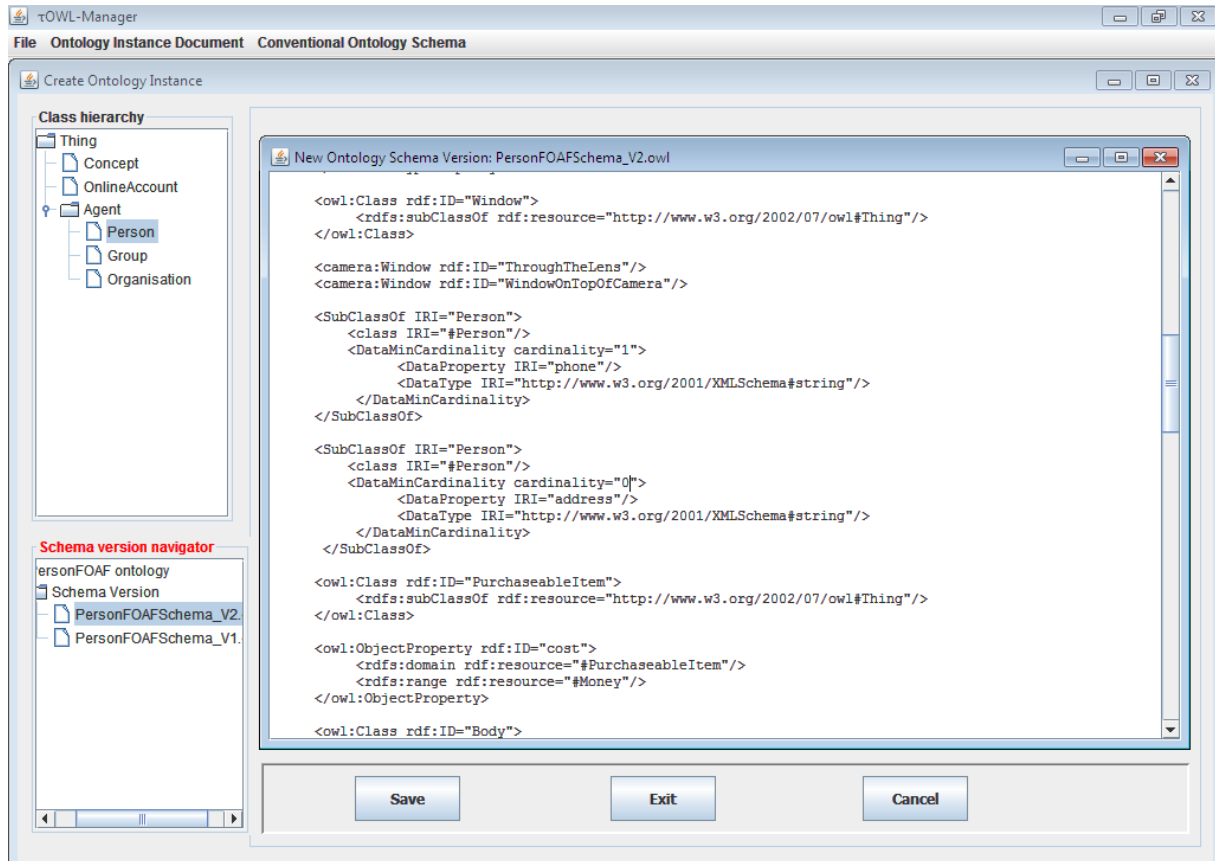 τOWL-Manager
File Ontology Instance Document Conventional Ontology Schema
Create Ontology Instance
Class hierarchy
Thing
Concept
OnlineAccount
Agent
Person
Group
Organisation
Schema version navigator
ersonFOAF ontology
Schema Version
PersonFOAFSchema_V2.
PersonFOAFSchema_V1.
New Ontology Schema Version: PersonFOAFSchema_V2.owl
<owl:Class rdf:ID="Window">
<rdfs:subClassOf rdf:resource="http://www.w3.org/2002/07/owl#Thing"/>
</owl:Class>
<camera:Window rdf:ID="ThroughTheLens"/>
<camera:Window rdf:ID="WindowOnTopOfCamera"/>
<SubClassOf IRI="Person">
<class IRI="#Person"/>
<DataMinCardinality cardinality="1">
<DataProperty IRI="phone"/>
<DataType IRI="http://www.w3.org/2001/XMLSchema#string"/>
</DataMinCardinality>
</SubClassOf>
<SubClassOf IRI="Person">
<class IRI="#Person"/>
<DataMinCardinality cardinality="0">
<DataProperty IRI="address"/>
<DataType IRI="http://www.w3.org/2001/XMLSchema#string"/>
</DataMinCardinality>
</SubClassOf>
<owl:Class rdf:ID="PurchaseableItem">
<rdfs:subClassOf rdf:resource="http://www.w3.org/2002/07/owl#Thing"/>
</owl:Class>
<owl:ObjectProperty rdf:ID="cost">
<rdfs:domain rdf:resource="#PurchaseableItem"/>
<rdfs:range rdf:resource="#Money"/>
</owl:ObjectProperty>
<owl:Class rdf:ID="Body">
Save Exit Cancel